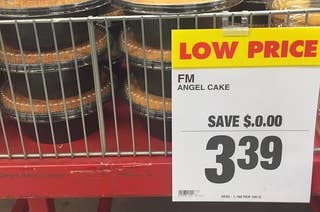 LOW PRICE
FM
ANGEL CAKE
SAVE $.0.00
3 39